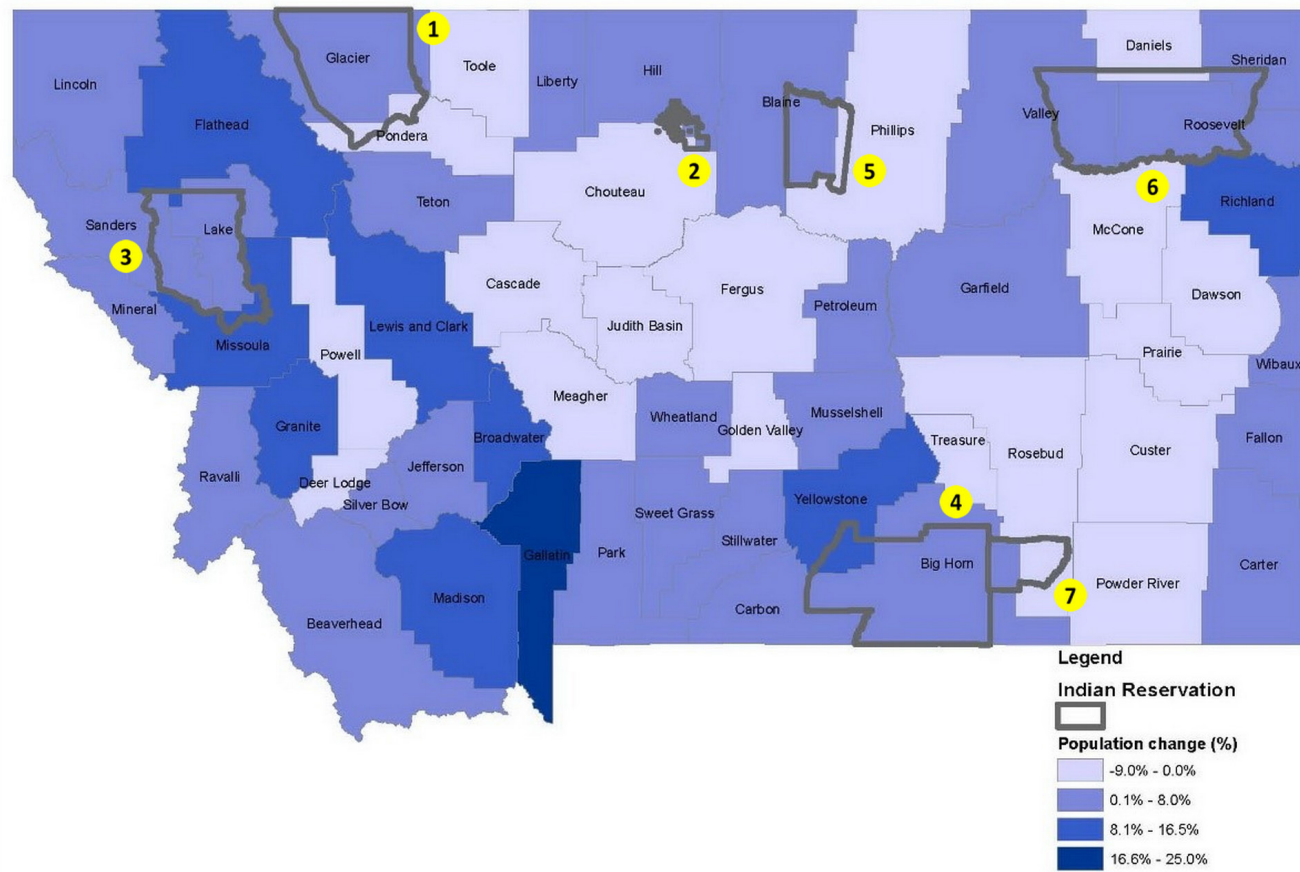 1
Daniels
Glacier
Toole
Sheridan
Lincoln
Liberty
Hill
Blaine
Valley
Flathead
Pondera
Phillips
Roosevelt
2
5
6
Chouteau
Teton
Richland
Sanders
Lake
McCone
3
Cascade
Fergus
Garfield
Dawson
Mineral
Petroleum
Lewis and Clark
Judith Basin
Missoula
Powell
Prairie
Wibaux
Meagher
Wheatland
Musselshell
Granite
Golden Valley
Broadwater
Treasure
Fallon
Rosebud
Custer
Ravalli
Jefferson
Deer Lodge
Yellowstone
4
Silver Bow
Sweet Grass
Stillwater
Gallatin
Park
Big Horn
Carter
Powder River
7
Madison
Carbon
Beaverhead
Legend
Indian Reservation
Population change (%)
-9.0% - 0.0%
0.1% - 8.0%
8.1% - 16.5%
16.6% - 25.0%